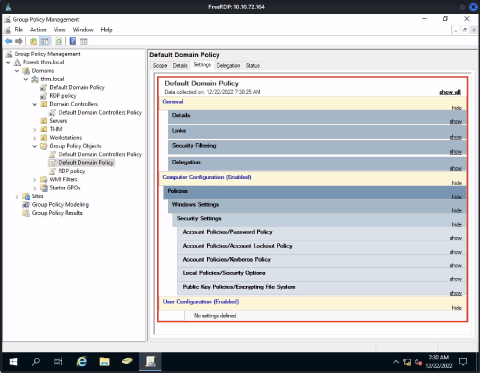 FreeRDP: 10.10.72.164
Group Policy Management
File Action View Window Help
Group Policy Management
Forest: thm.local
Domains
thm.local
Default Domain Policy
RDP policy
Domain Controllers
Default Domain Controllers Policy
Servers
THM
Workstations
Group Policy Objects
Default Domain Controllers Policy
Default Domain Policy
RDP policy
WMI Filters
Starter GPOs
Sites
Group Policy Modeling
Group Policy Results
Default Domain Policy
Scope Details Settings Delegation Status
Default Domain Policy
Data collected on: 12/22/2022 7:30:25 AM show all
General hide
Details show
Links show
Security Filtering show
Delegation show
Computer Configuration (Enabled) hide
Policies hide
Windows Settings hide
Security Settings hide
Account Policies/Password Policy show
Account Policies/Account Lockout Policy show
Account Policies/Kerberos Policy show
Local Policies/Security Options show
Public Key Policies/Encrypting File System show
User Configuration (Enabled) hide
No settings defined.
7:30 AM
12/22/2022